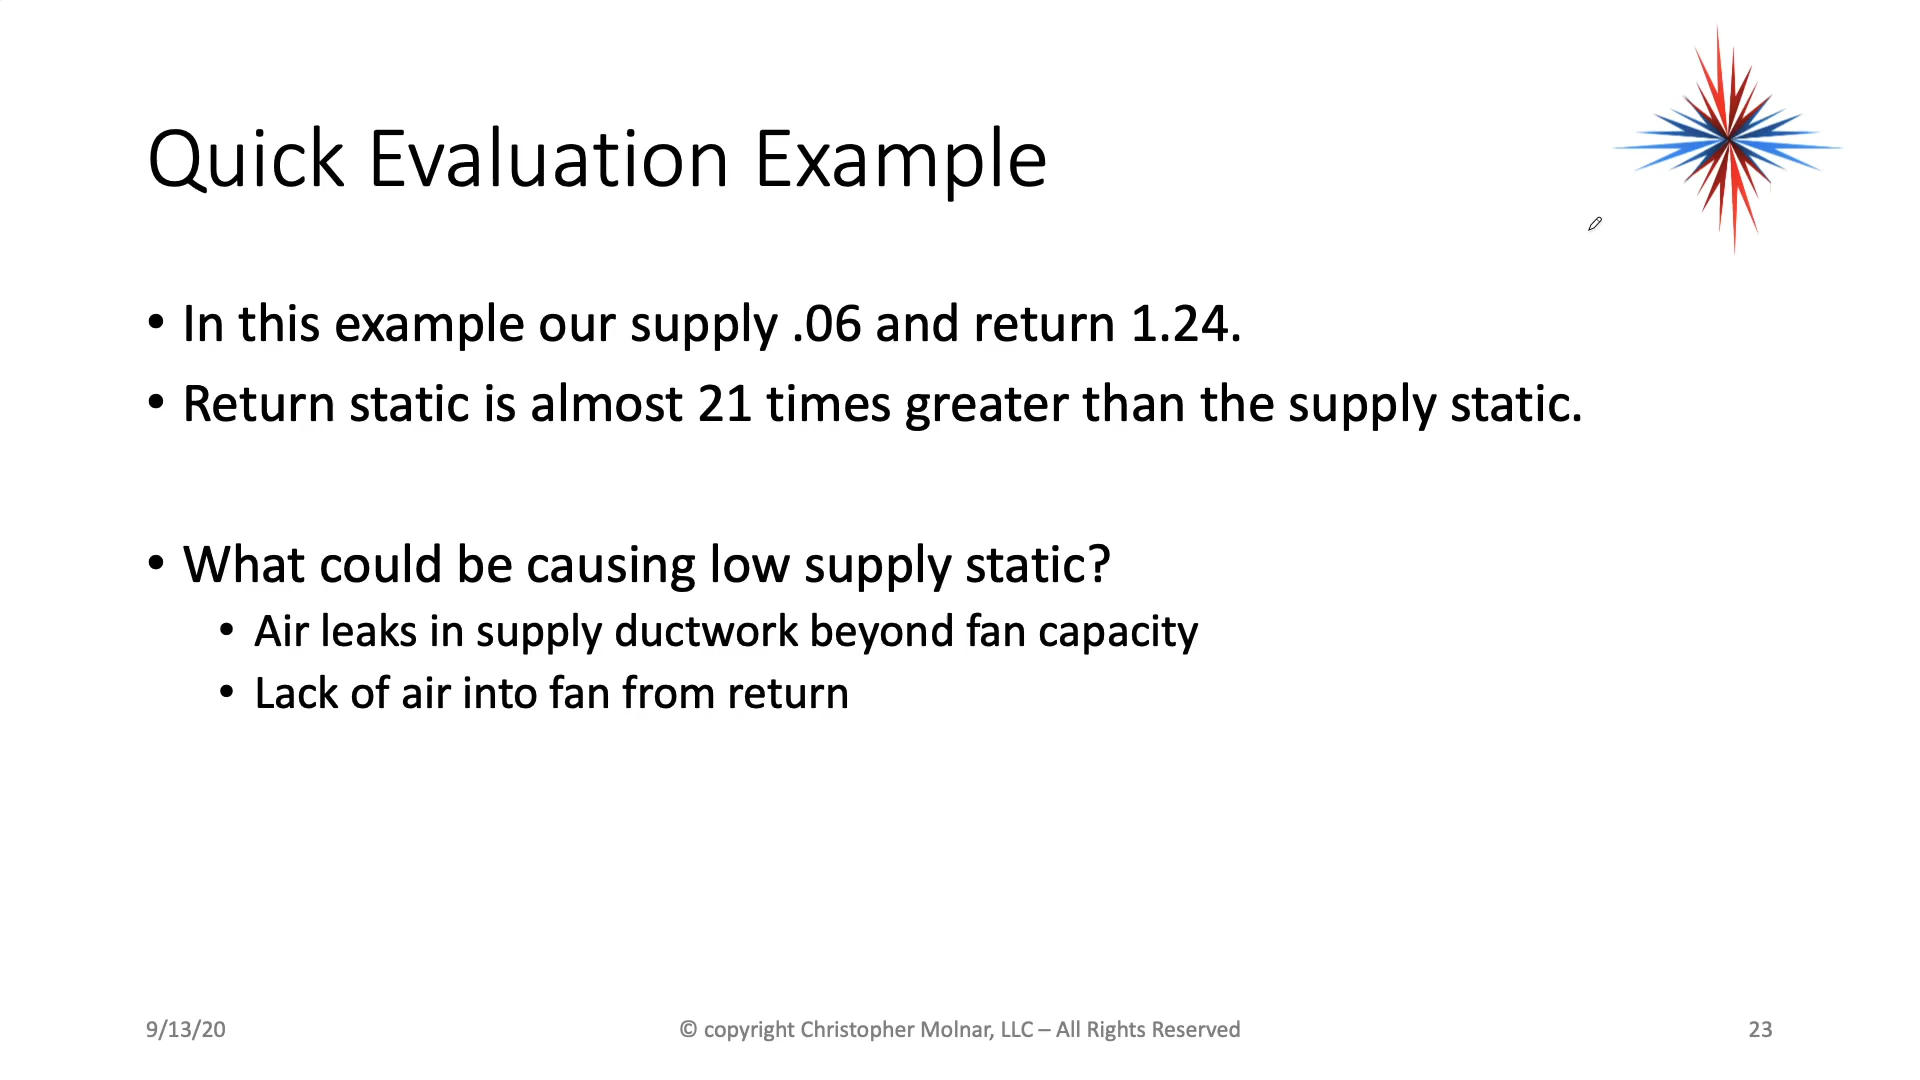 Quick Evaluation Example
• In this example our supply .06 and return 1.24.
• Return static is almost 21 times greater than the supply static.
• What could be causing low supply static?
• Air leaks in supply ductwork beyond fan capacity
• Lack of air into fan from return
9/13/20
© copyright Christopher Molnar, LLC – All Rights Reserved
23